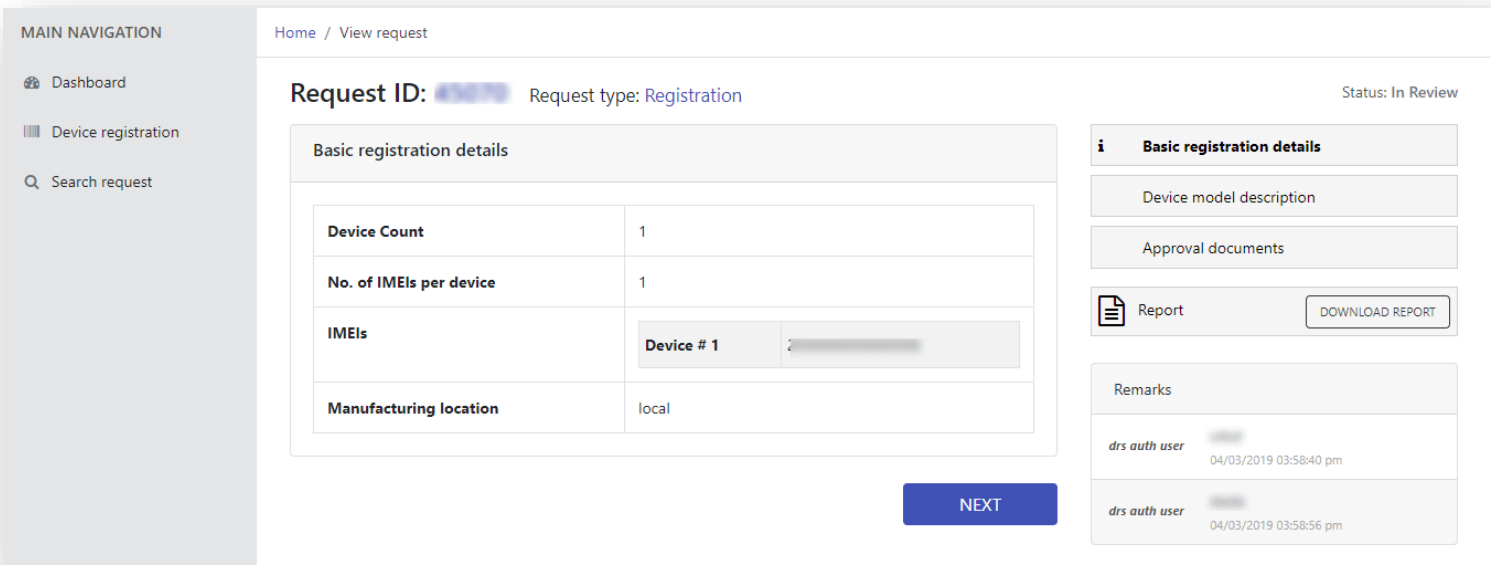 MAIN NAVIGATION
Dashboard
Device registration
Search request
Home / View request
Request ID: Request type: Registration
Status: In Review
Basic registration details
Device Count 1
No. of IMEIs per device 1
IMEIs Device # 1
Manufacturing location local
NEXT
Basic registration details
Device model description
Approval documents
Report DOWNLOAD REPORT
Remarks
drs auth user
04/03/2019 03:58:40 pm
drs auth user
04/03/2019 03:58:56 pm